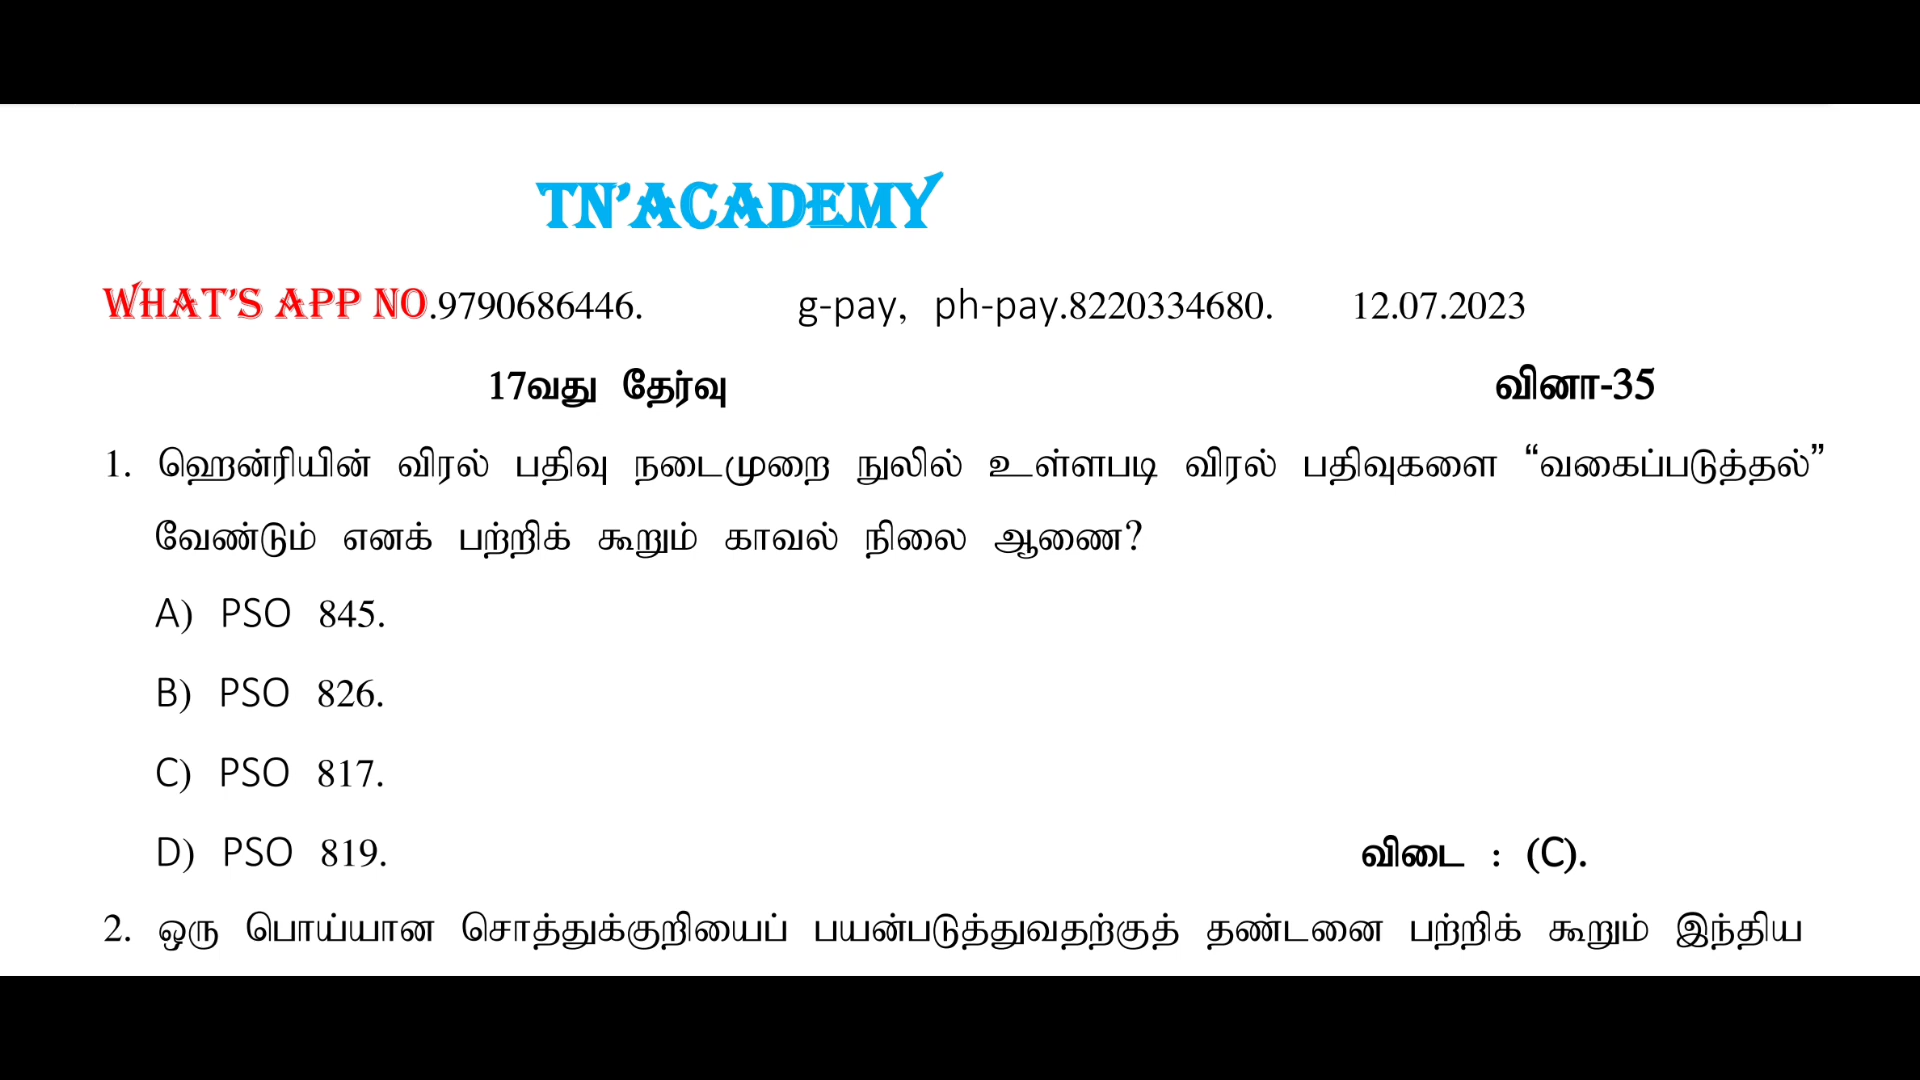 TN’ACADEMY
WHAT’S APP NO.9790686446. g-pay, ph-pay.8220334680. 12.07.2023
17வது தேர்வு வினா-35
1. ஹென்ரியின் விரல் பதிவு நடைமுறை நுலில் உள்ளபடி விரல் பதிவுகளை “வகைப்படுத்தல்”
வேண்டும் எனக் பற்றிக் கூறும் காவல் நிலை ஆணை?
A) PSO 845.
B) PSO 826.
C) PSO 817.
D) PSO 819. விடை : (C).
2. ஒரு பொய்யான சொத்துக்குறியைப் பயன்படுத்துவதற்குத் தண்டனை பற்றிக் கூறும் இந்திய